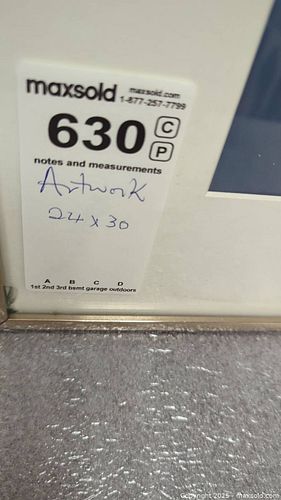 maxsold maxsold.com
1-877-257-7799
630 C
P
notes and measurements
Artwork
24 x 30
A B C D
1st 2nd 3rd bsmt garage outdoors
Copyright 2025 - maxsold.com